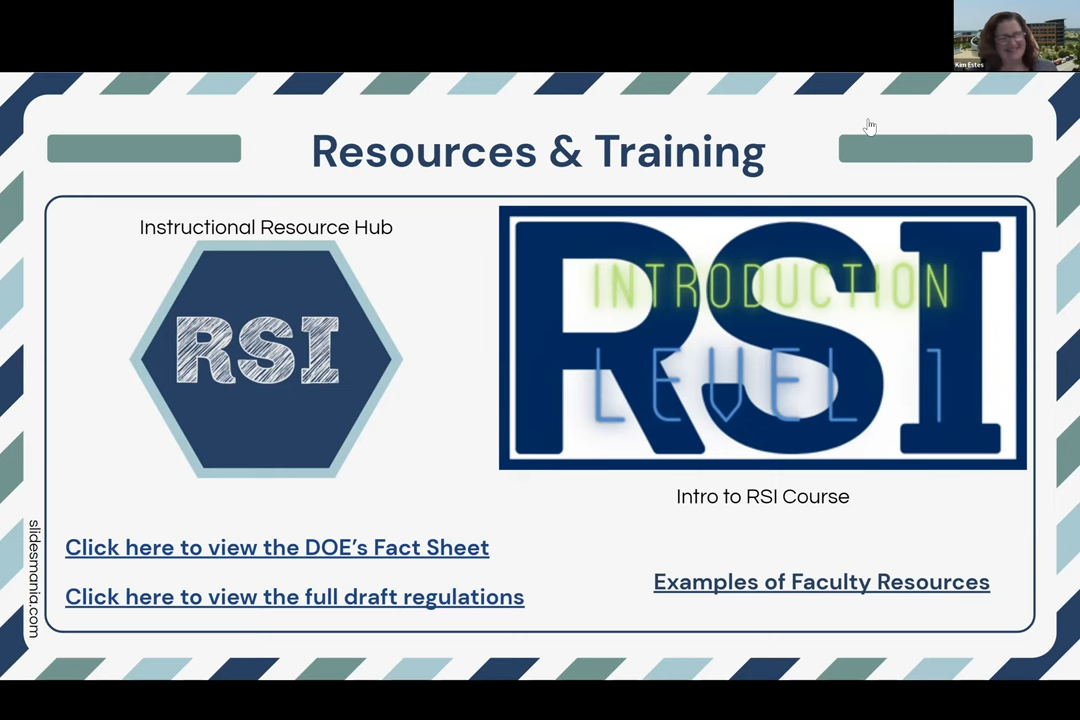 Kim Estes
Resources & Training
Instructional Resource Hub
RSI
RSI
INTRODUCTION
LEVEL 1
Intro to RSI Course
Click here to view the DOE’s Fact Sheet
Click here to view the full draft regulations
Examples of Faculty Resources
slidesmania.com